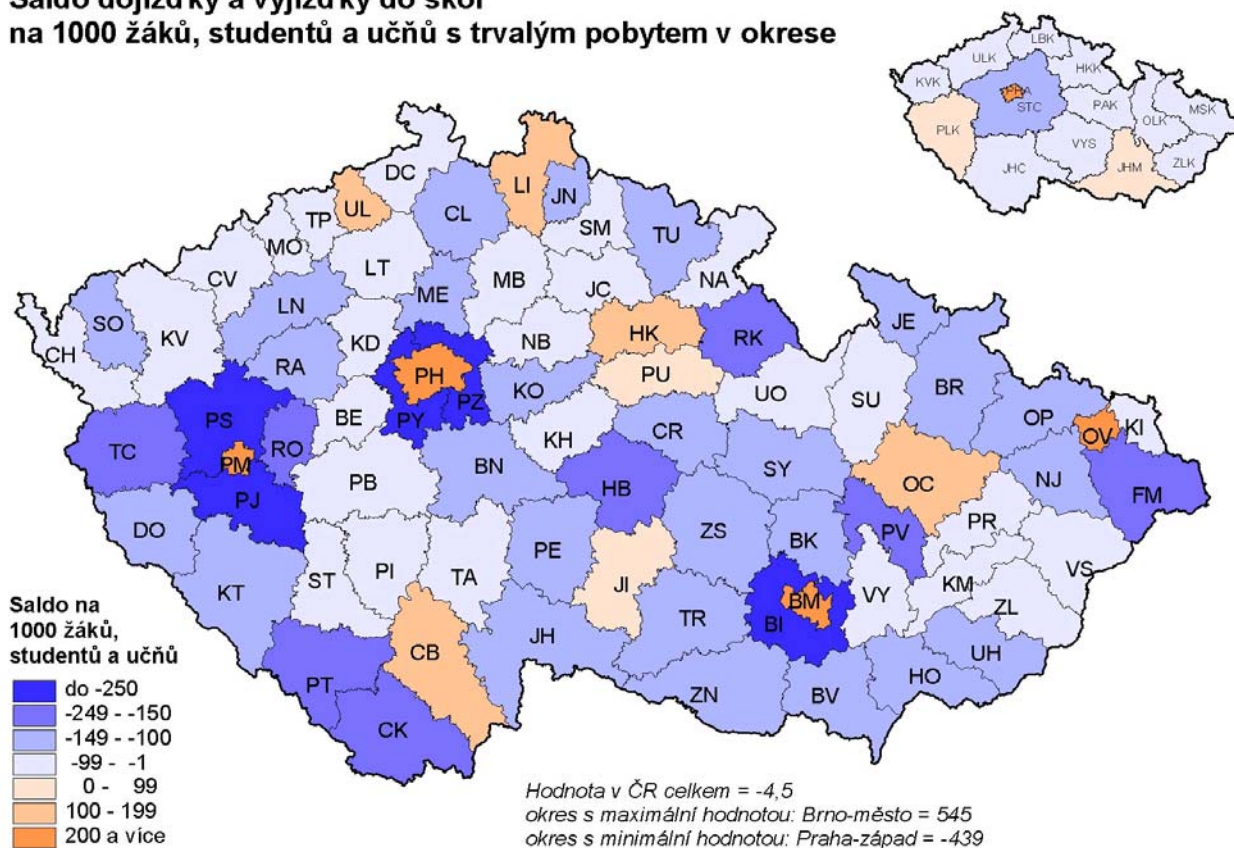 Saldo dojížďky a vyjížďky do škol
na 1000 žáků, studentů a učňů s trvalým pobytem v okrese
LBK
ULK
HKK
KVK
PHA
STC
PAK
MSK
OLK
PLK
VYS
ZLK
JHC
JHM
DC
LI
JN
UL
CL
TP
SM
TU
MO
CV
LT
MB
JC
NA
ME
LN
SO
JE
KV
CH
KD
NB
HK
RK
RA
PH
PU
BR
KO
UO
SU
OP
OV
KI
PS
BE
PY
PZ
TC
RO
KH
CR
PM
BN
SY
OC
NJ
FM
PJ
PB
HB
DO
PV
PR
ZS
BK
VS
KT
ST
PI
TA
PE
JI
KM
VY
BM
ZL
TR
BI
CB
JH
UH
PT
HO
ZN
BV
CK
Saldo na
1000 žáků,
studentů a učňů
do -250
-249 - -150
-149 - -100
-99 - -1
0 - 99
100 - 199
200 a více
Hodnota v ČR celkem = -4,5
okres s maximální hodnotou: Brno-město = 545
okres s minimální hodnotou: Praha-západ = -439